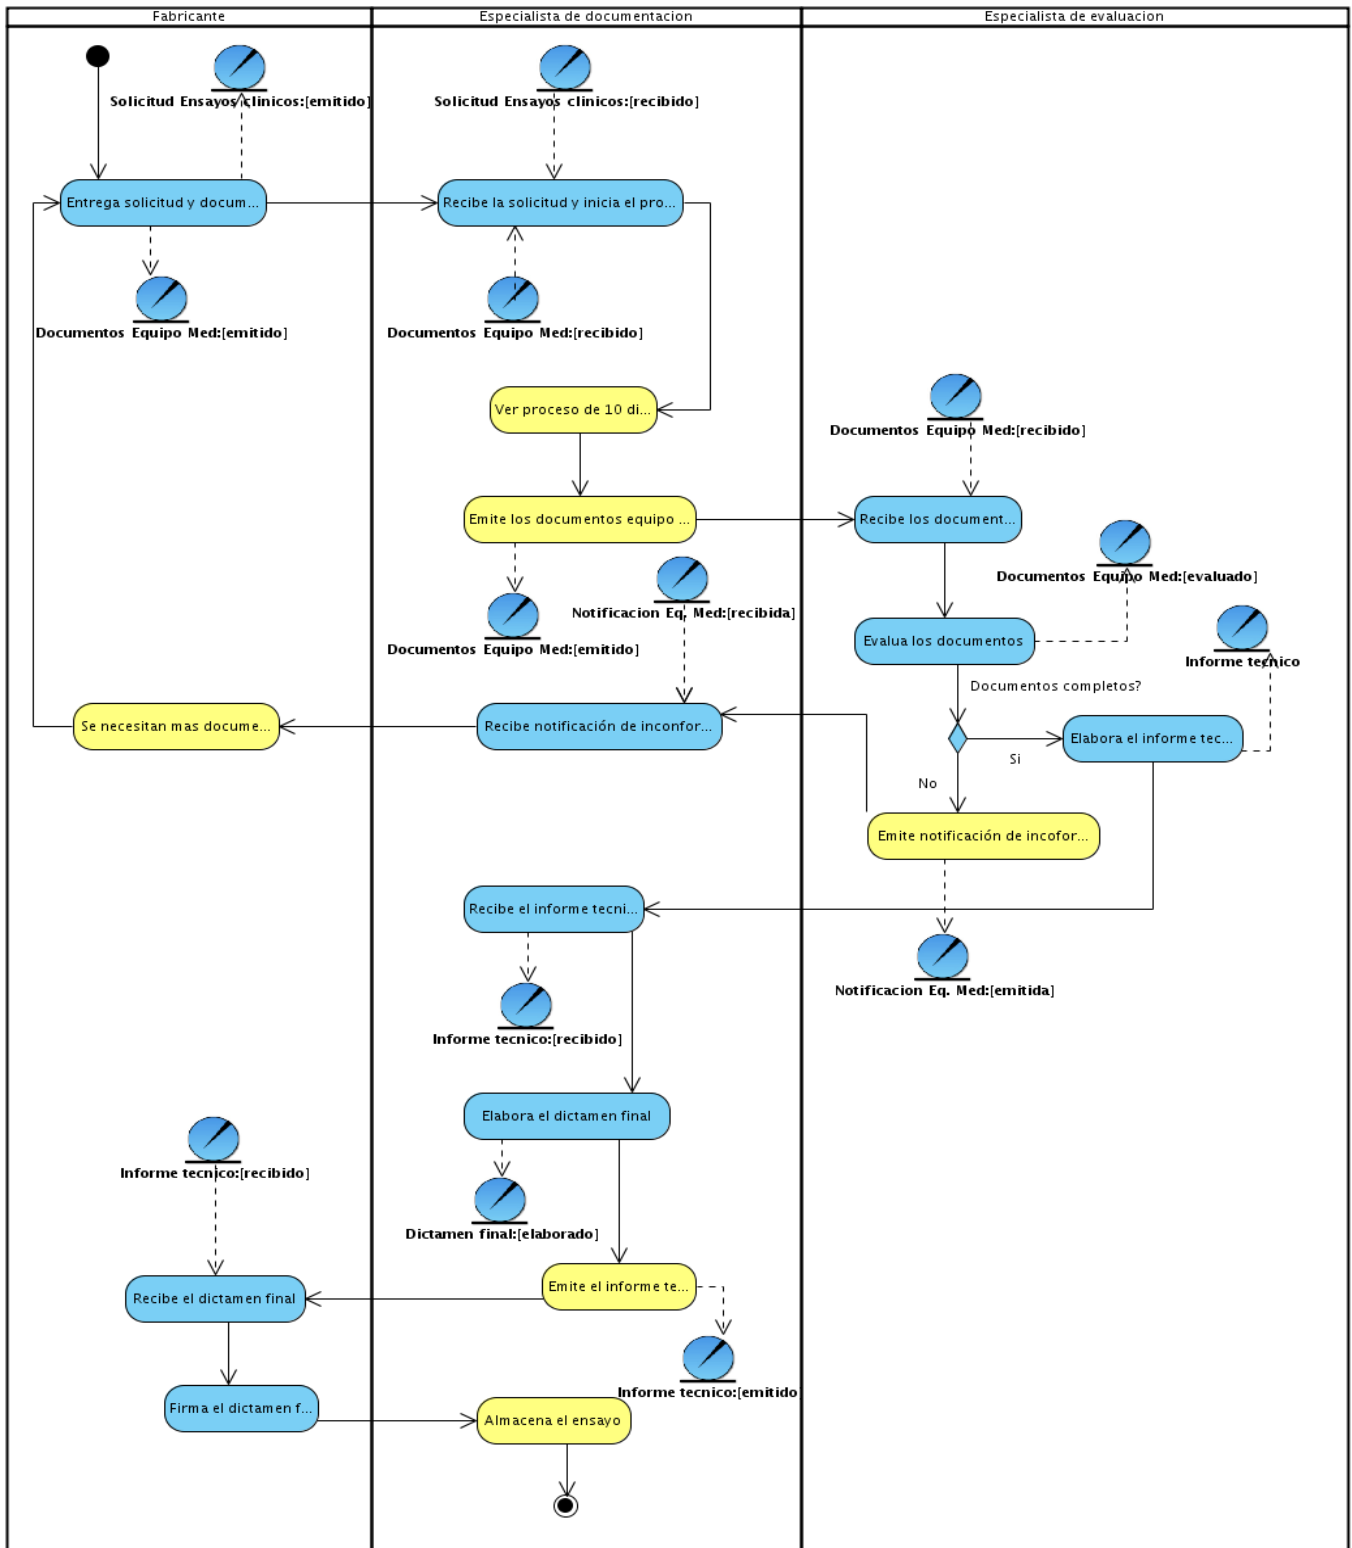 Fabricante
Especialista de documentacion
Especialista de evaluacion
Solicitud Ensayos clinicos:[emitido]
Solicitud Ensayos clinicos:[recibido]
Entrega solicitud y docum...
Recibe la solicitud y inicia el pro...
Documentos Equipo Med:[emitido]
Documentos Equipo Med:[recibido]
Ver proceso de 10 di...
Documentos Equipo Med:[recibido]
Emite los documentos equipo ...
Recibe los document...
Documentos Equipo Med:[evaluado]
Notificacion Eq. Med:[recibida]
Documentos Equipo Med:[emitido]
Evalua los documentos
Informe tecnico
Documentos completos?
Se necesitan mas docume...
Recibe notificación de inconfor...
Elabora el informe tec...
Si
No
Emite notificación de incofor...
Recibe el informe tecni...
Notificacion Eq. Med:[emitida]
Informe tecnico:[recibido]
Elabora el dictamen final
Informe tecnico:[recibido]
Dictamen final:[elaborado]
Emite el informe te...
Recibe el dictamen final
Informe tecnico:[emitido]
Firma el dictamen f...
Almacena el ensayo